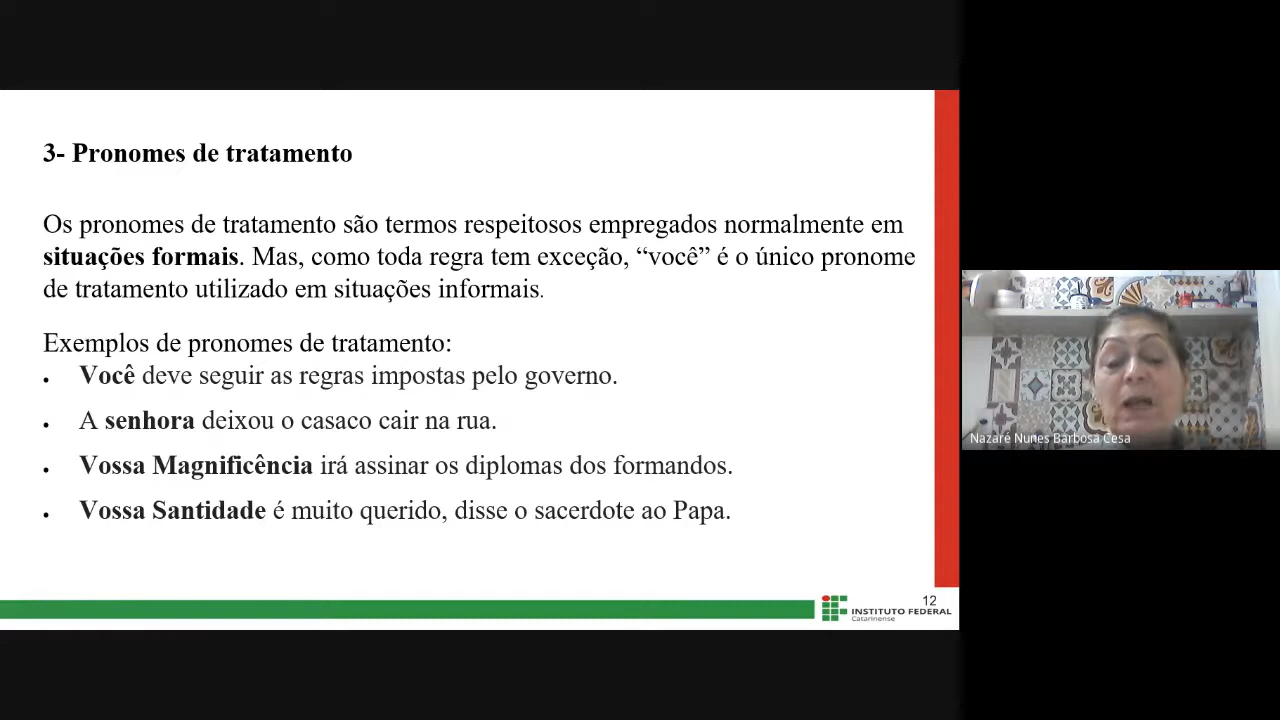 3- Pronomes de tratamento
Os pronomes de tratamento são termos respeitosos empregados normalmente em
situações formais. Mas, como toda regra tem exceção, “você” é o único pronome
de tratamento utilizado em situações informais.
Exemplos de pronomes de tratamento:
• Você deve seguir as regras impostas pelo governo.
• A senhora deixou o casaco cair na rua.
• Vossa Magnificência irá assinar os diplomas dos formandos.
• Vossa Santidade é muito querido, disse o sacerdote ao Papa.
12
INSTITUTO FEDERAL
Catarinense
Nazaré Nunes Barbosa Cesa